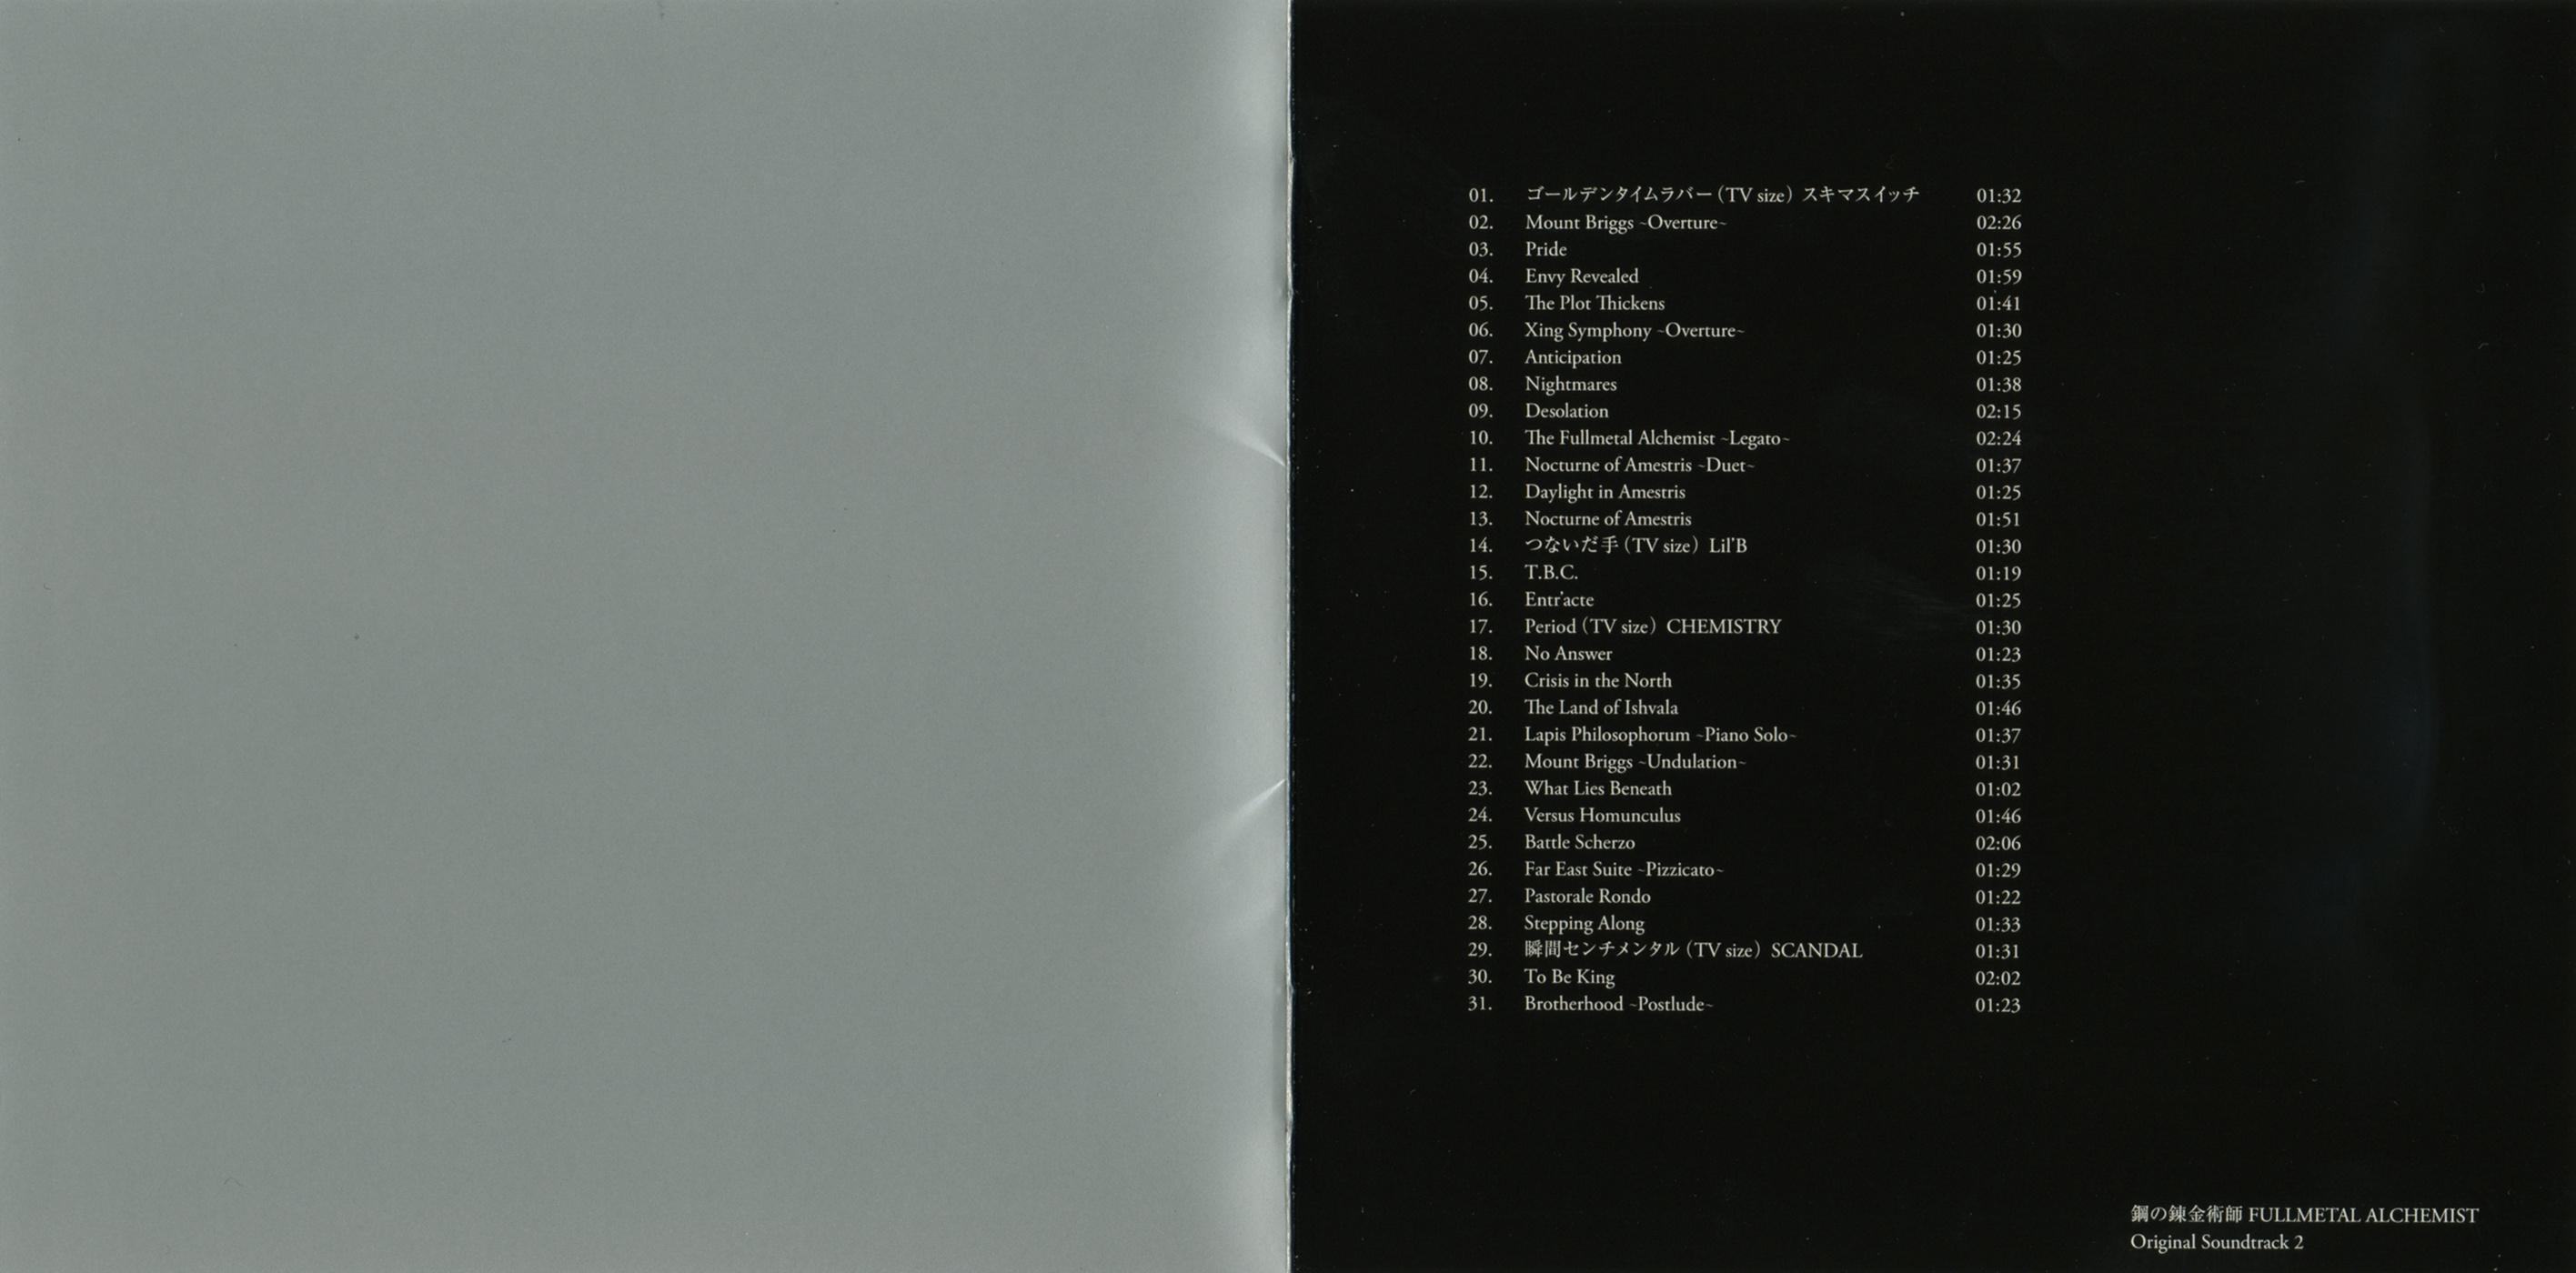 01. ゴールデンタイムラバー（TV size）スキマスイッチ 01:32
02. Mount Briggs ~Overture~ 02:26
03. Pride 01:55
04. Envy Revealed 01:59
05. The Plot Thickens 01:41
06. Xing Symphony ~Overture~ 01:30
07. Anticipation 01:25
08. Nightmares 01:38
09. Desolation 02:15
10. The Fullmetal Alchemist ~Legato~ 02:24
11. Nocturne of Amestris ~Duet~ 01:37
12. Daylight in Amestris 01:25
13. Nocturne of Amestris 01:51
14. つないだ手（TV size）Lil'B 01:30
15. T.B.C. 01:19
16. Entr'acte 01:25
17. Period（TV size）CHEMISTRY 01:30
18. No Answer 01:23
19. Crisis in the North 01:35
20. The Land of Ishvala 01:46
21. Lapis Philosophorum ~Piano Solo~ 01:37
22. Mount Briggs ~Undulation~ 01:31
23. What Lies Beneath 01:02
24. Versus Homunculus 01:46
25. Battle Scherzo 02:06
26. Far East Suite ~Pizzicato~ 01:29
27. Pastorale Rondo 01:22
28. Stepping Along 01:33
29. 瞬間センチメンタル（TV size）SCANDAL 01:31
30. To Be King 02:02
31. Brotherhood ~Postlude~ 01:23
鋼の錬金術師 FULLMETAL ALCHEMIST
Original Soundtrack 2